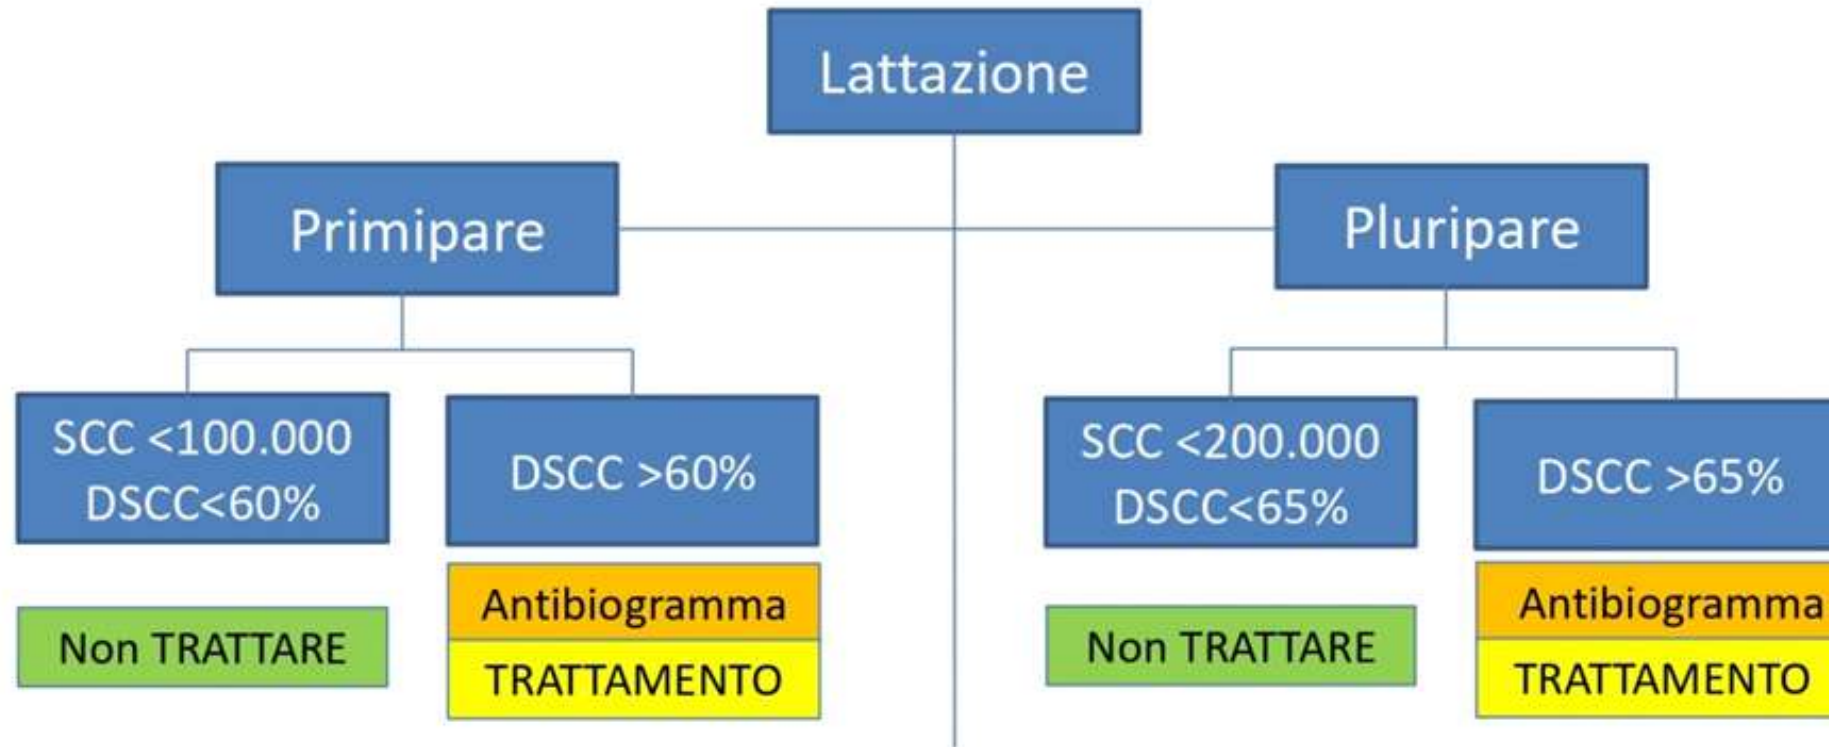 Lattazione
Primipare
Pluripare
SCC <100.000
DSCC<60%
DSCC >60%
SCC <200.000
DSCC<65%
DSCC >65%
Non TRATTARE
Antibiogramma
TRATTAMENTO
Non TRATTARE
Antibiogramma
TRATTAMENTO